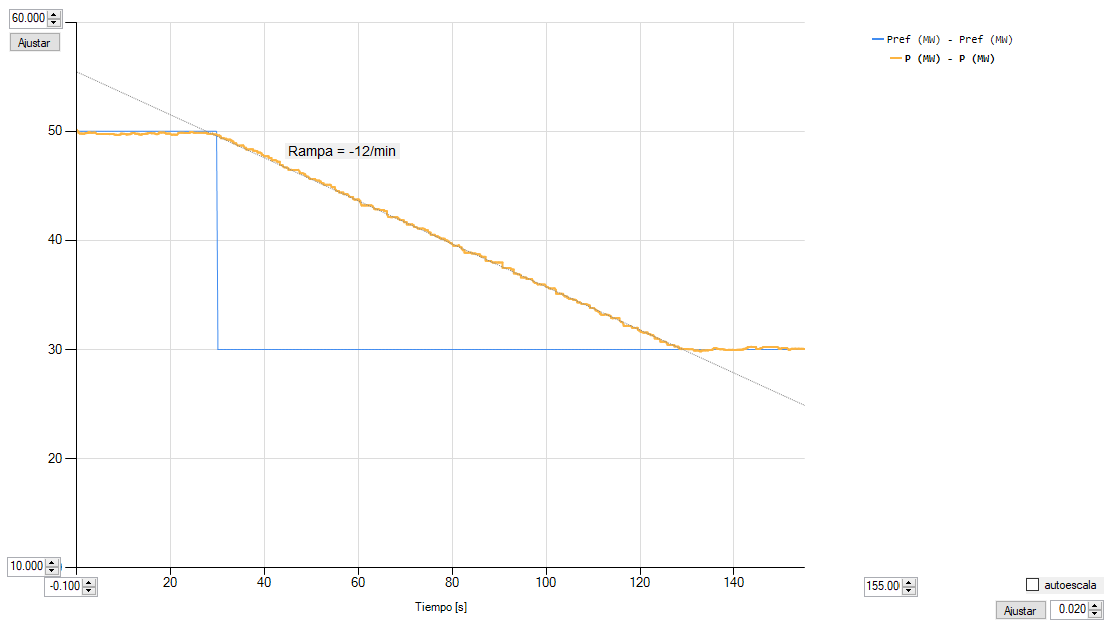 60.000
Ajustar
Pref (MW) - Pref (MW)
P (MW) - P (MW)
50
Rampa = -12/min
40
30
20
10.000
-0.100
20
40
60
80
100
120
140
155.00
autoescala
Tiempo [s]
Ajustar
0.020